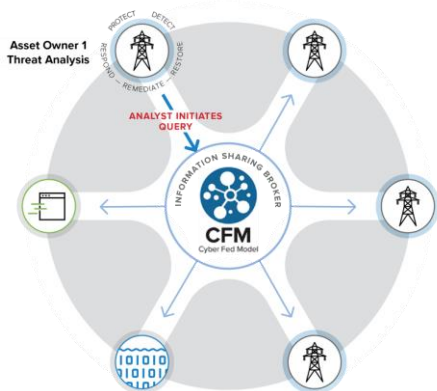 PROTECT DETECT
Asset Owner 1
Threat Analysis
RESPOND — REMEDIATE — RESTORE
ANALYST INITIATES
QUERY
INFORMATION SHARING BROKER
CFM
Cyber Fed Model